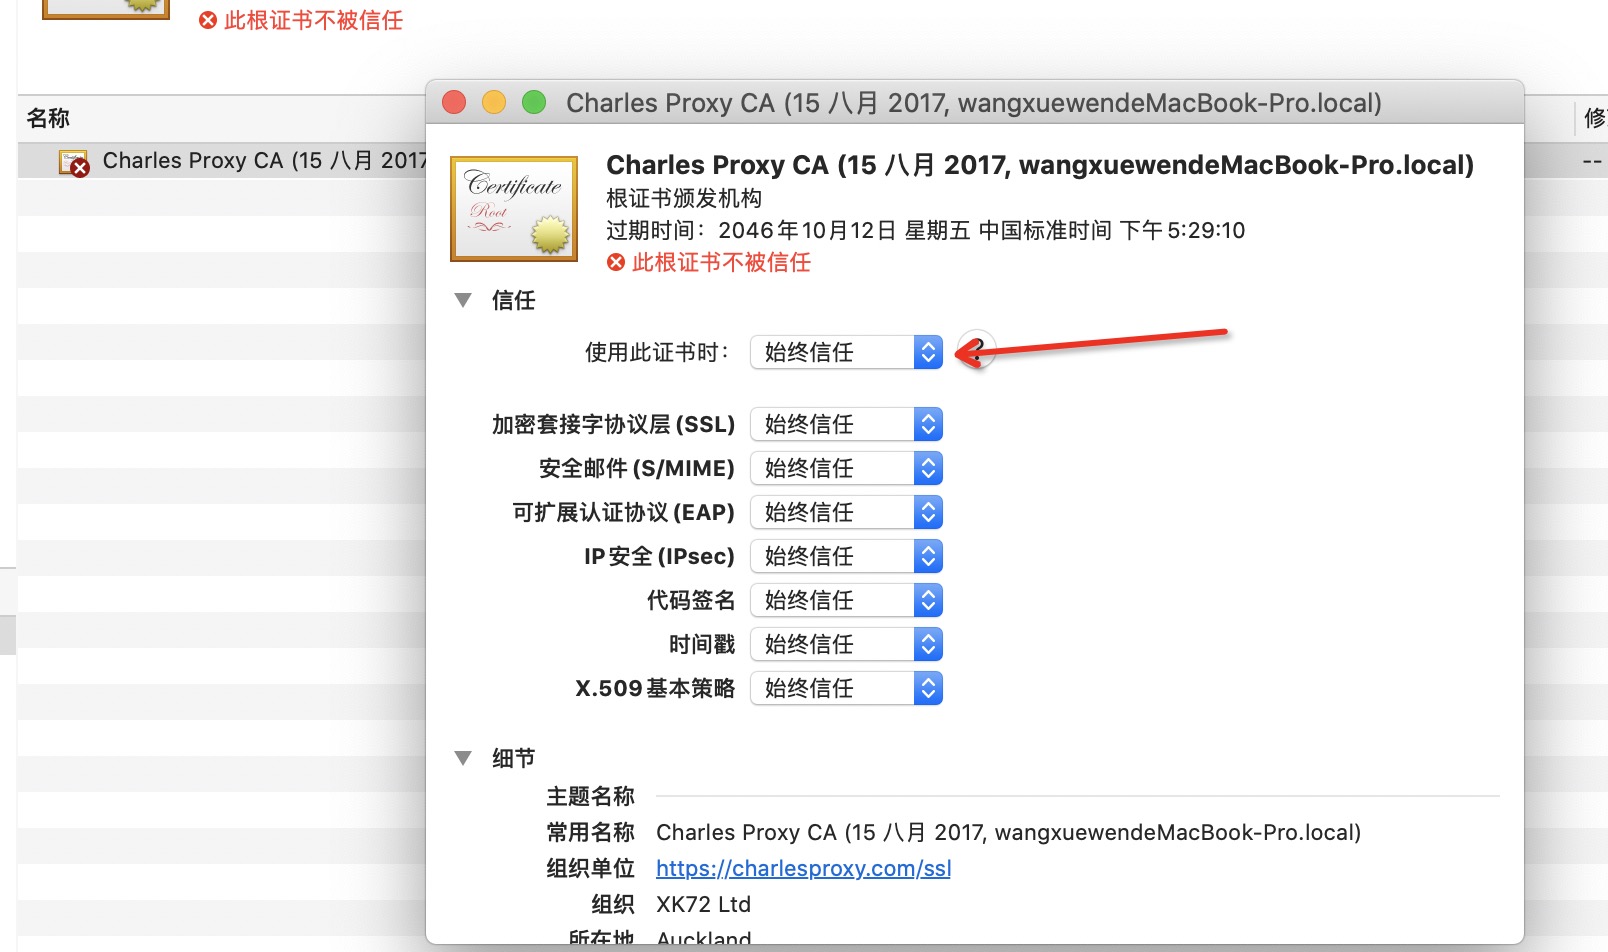 此根证书不被信任
Charles Proxy CA (15 八月 2017, wangxuewendeMacBook-Pro.local)
名称
Charles Proxy CA (15 八月 2017
--
Certificate
Root
Charles Proxy CA (15 八月 2017, wangxuewendeMacBook-Pro.local)
根证书颁发机构
过期时间：2046年10月12日 星期五 中国标准时间 下午5:29:10
此根证书不被信任
信任
使用此证书时： 始终信任 ?
加密套接字协议层 (SSL) 始终信任
安全邮件 (S/MIME) 始终信任
可扩展认证协议 (EAP) 始终信任
IP 安全 (IPsec) 始终信任
代码签名 始终信任
时间戳 始终信任
X.509 基本策略 始终信任
细节
主题名称
常用名称 Charles Proxy CA (15 八月 2017, wangxuewendeMacBook-Pro.local)
组织单位 https://charlesproxy.com/ssl
组织 XK72 Ltd
所在地 Auckland